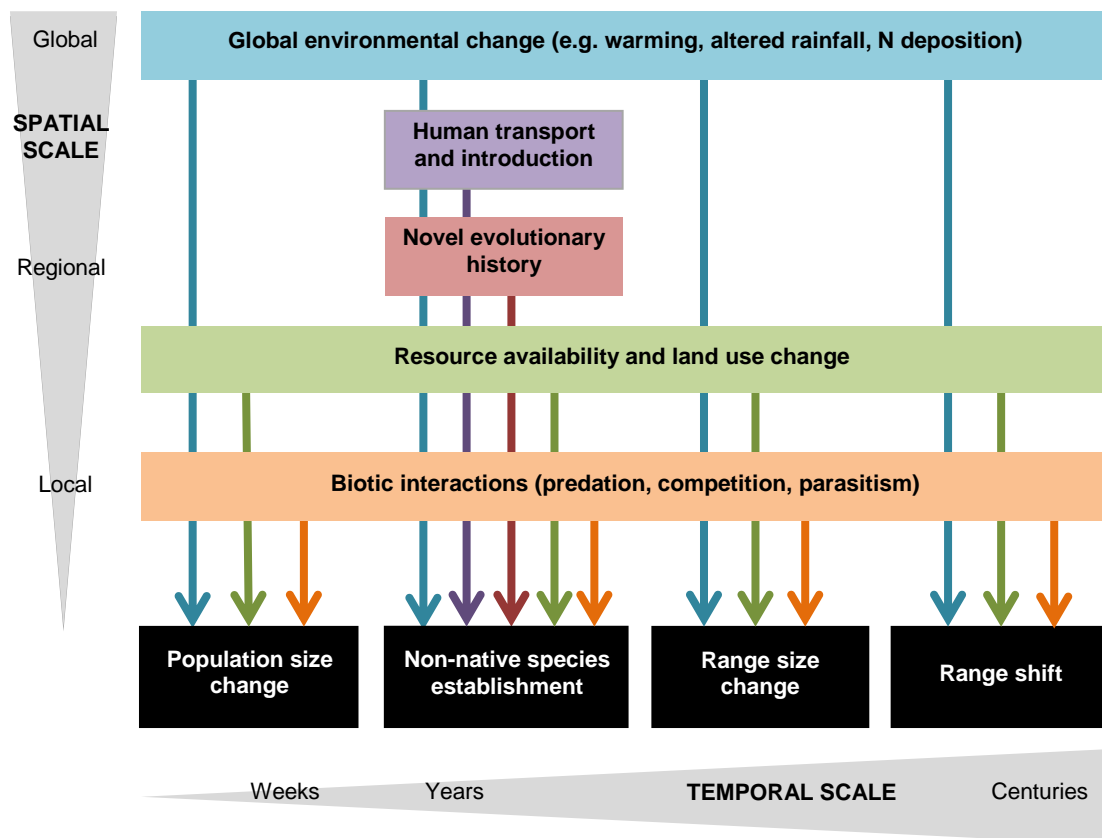 Global
Global environmental change (e.g. warming, altered rainfall, N deposition)
SPATIAL
SCALE
Human transport
and introduction
Novel evolutionary
history
Regional
Resource availability and land use change
Local
Biotic interactions (predation, competition, parasitism)
Population size
change
Non-native species
establishment
Range size
change
Range shift
Weeks
Years
TEMPORAL SCALE
Centuries